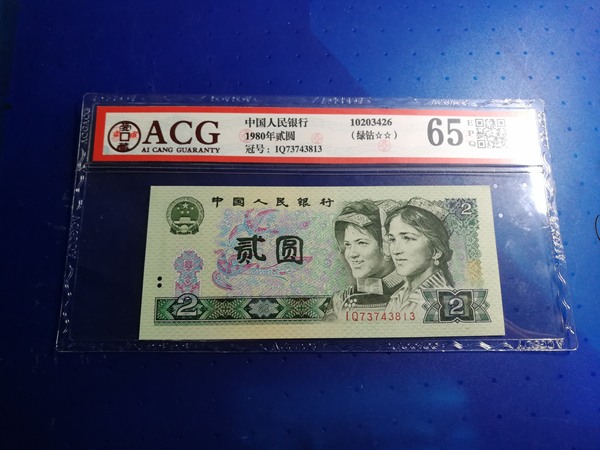 ACG
AI CANG GUARANTY
中国人民银行
1980年贰圆
冠号：IQ73743813
10203426
（绿钻☆☆）
65
E
P
Q
中国人民银行
贰圆
2
2
2
IQ73743813